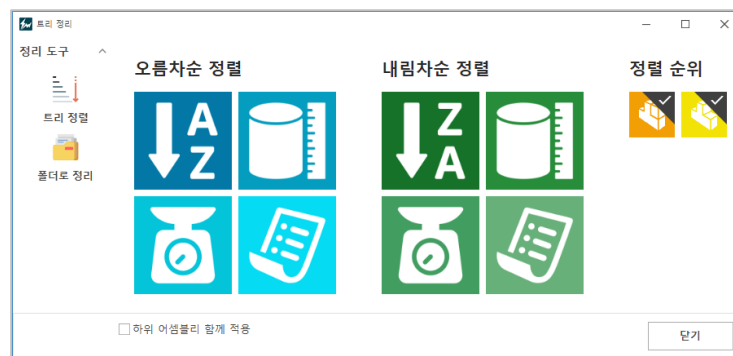 트리 정리
정리 도구
트리 정렬
폴더로 정리
오름차순 정렬
A
Z
내림차순 정렬
Z
A
정렬 순위
하위 어셈블리 함께 적용
닫기